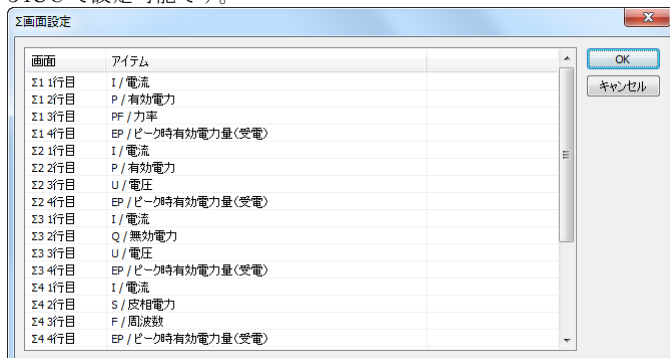 で設定可能です。
Σ画面設定
画面 アイテム
OK
キャンセル
Σ1 1行目 I / 電流
Σ1 2行目 P / 有効電力
Σ1 3行目 PF / 力率
Σ1 4行目 EP / ピーク時有効電力量(受電)
Σ2 1行目 I / 電流
Σ2 2行目 P / 有効電力
Σ2 3行目 U / 電圧
Σ2 4行目 EP / ピーク時有効電力量(受電)
Σ3 1行目 I / 電流
Σ3 2行目 Q / 無効電力
Σ3 3行目 U / 電圧
Σ3 4行目 EP / ピーク時有効電力量(受電)
Σ4 1行目 I / 電流
Σ4 2行目 S / 皮相電力
Σ4 3行目 F / 周波数
Σ4 4行目 EP / ピーク時有効電力量(受電)